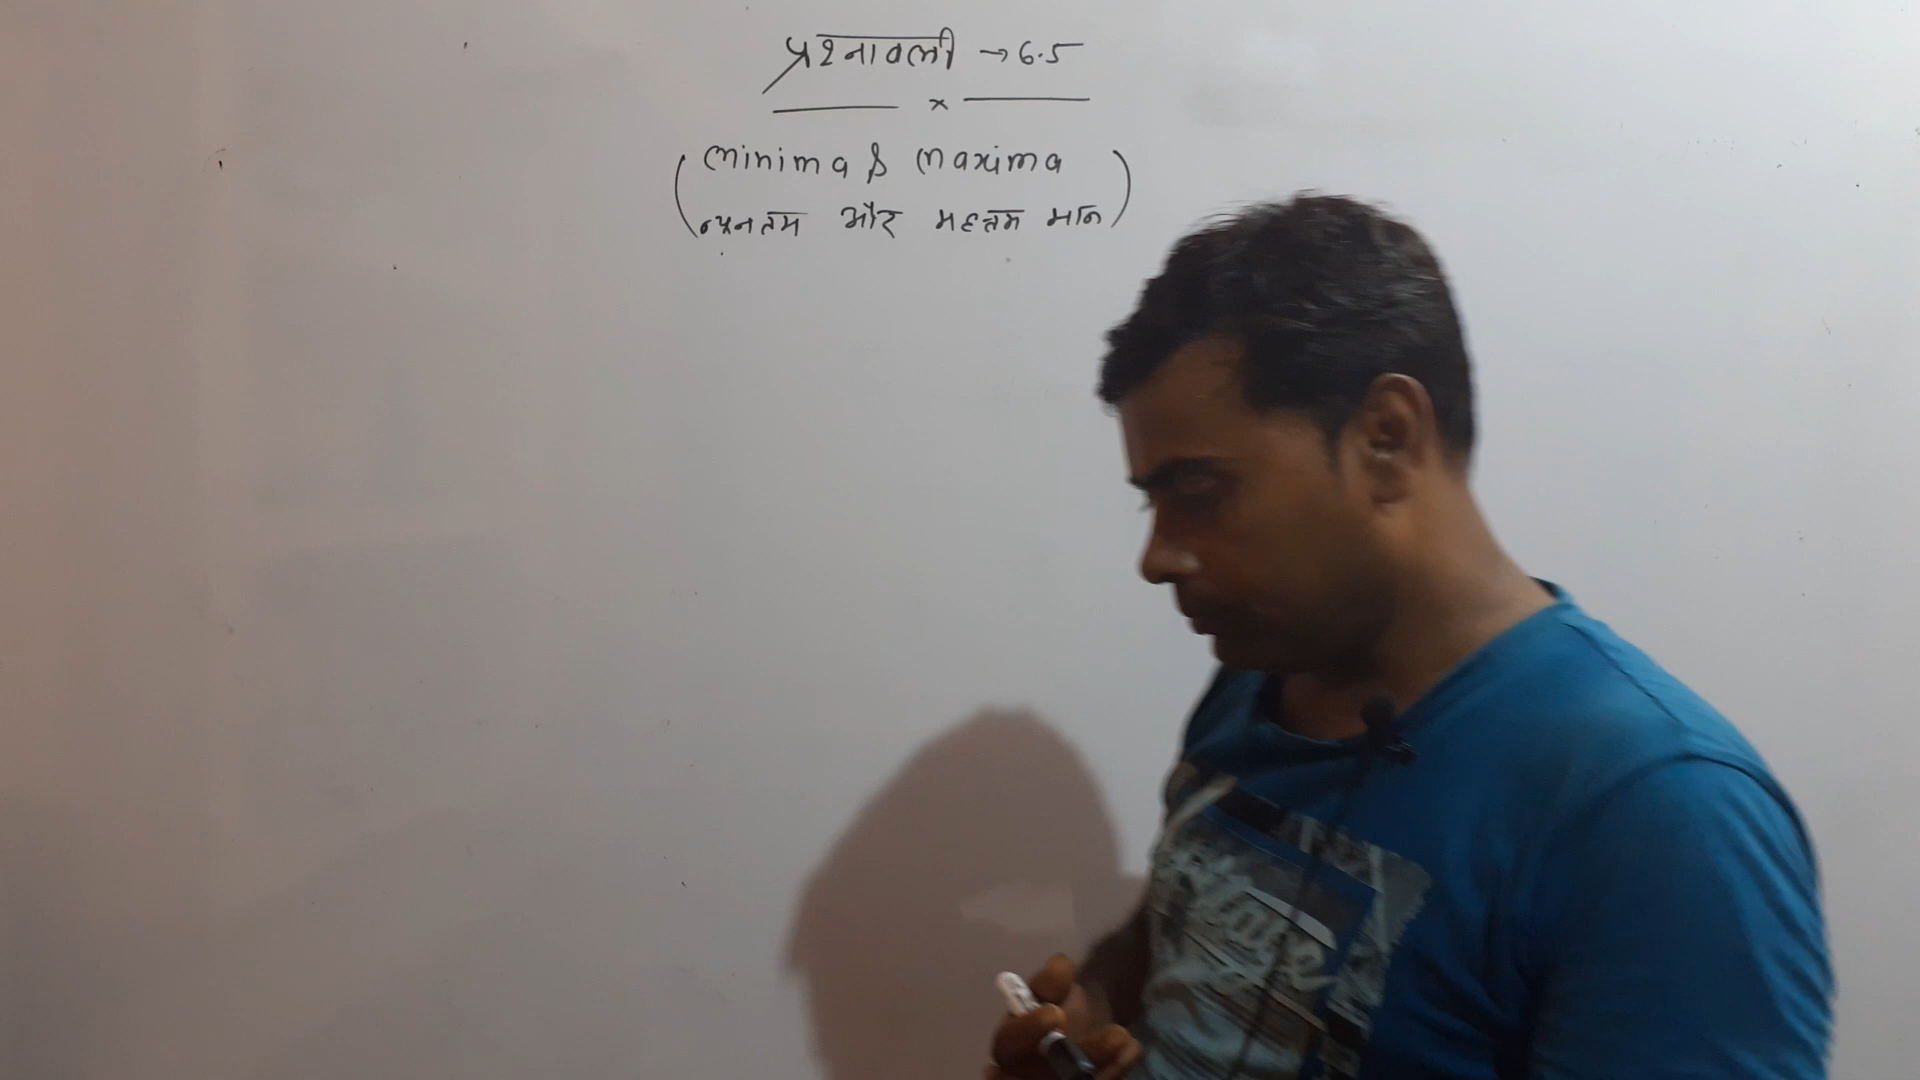 प्रश्नावली → 6.5
x
(Minima & Maxima
न्यूनतम और महत्तम मान)